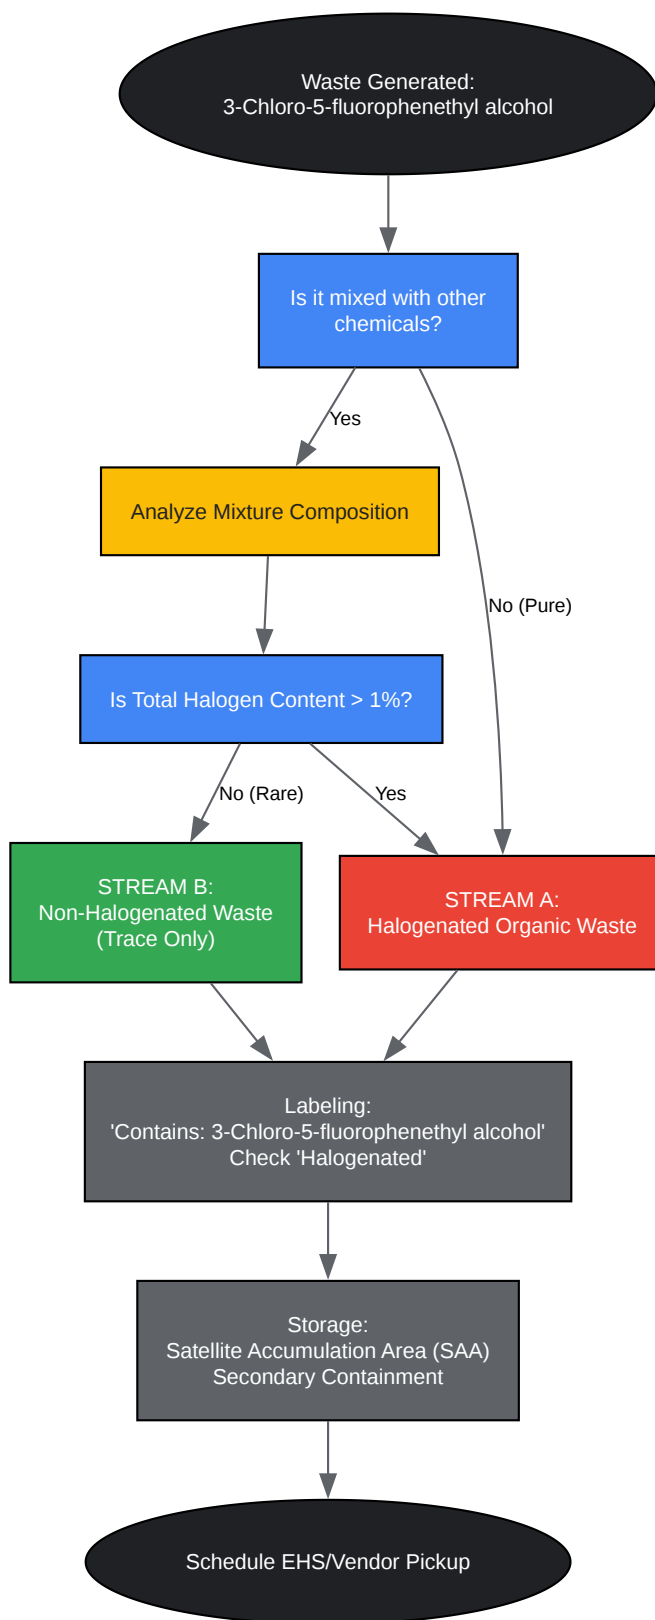 Waste Generated:
3-Chloro-5-fluorophenethyl alcohol
Is it mixed with other
chemicals?
Yes
Analyze Mixture Composition
No (Pure)
Is Total Halogen Content > 1%?
No (Rare)
Yes
STREAM B:
Non-Halogenated Waste
(Trace Only)
STREAM A:
Halogenated Organic Waste
Labeling:
'Contains: 3-Chloro-5-fluorophenethyl alcohol'
Check 'Halogenated'
Storage:
Satellite Accumulation Area (SAA)
Secondary Containment
Schedule EHS/Vendor Pickup